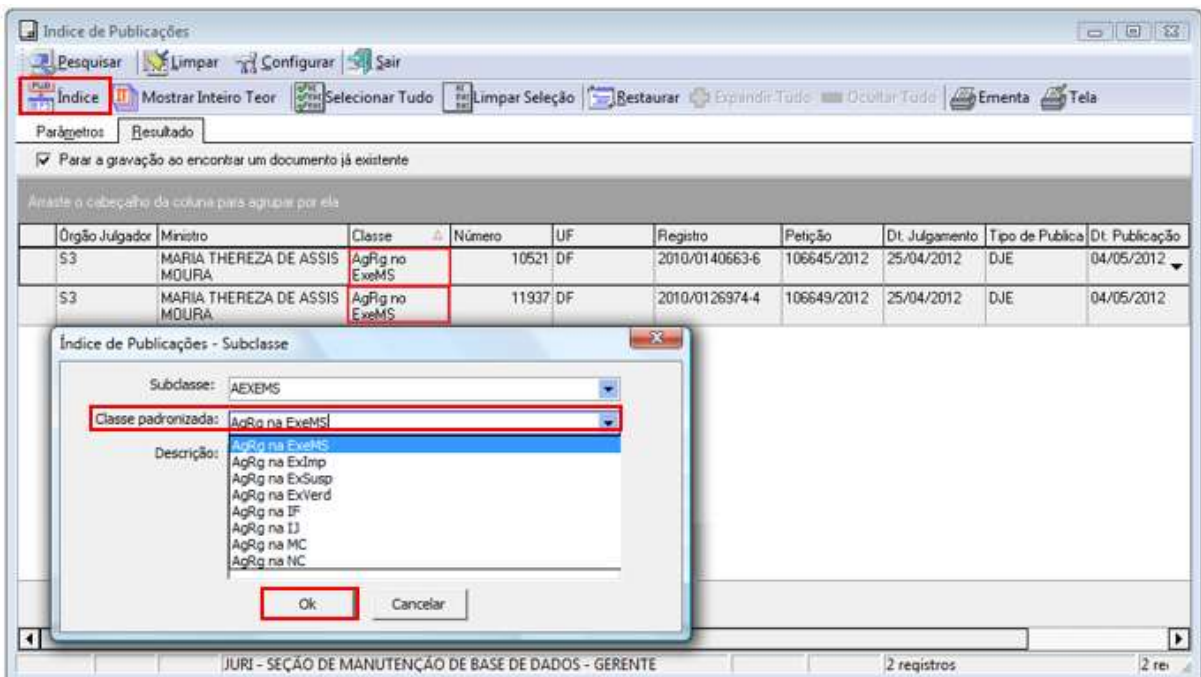 Índice de Publicações
Pesquisar Limpar Configurar Sair
Índice Mostrar Inteiro Teor Selecionar Tudo Limpar Seleção Restaurar Expandir Tudo Ocultar Tudo Ementa Tela
Parâmetros Resultado
Parar a gravação ao encontrar um documento já existente
Arraste o cabeçalho da coluna para agrupar por ela
Órgão Julgador Ministro Classe Número UF Registro Petição Dt. Julgamento Tipo de Publica Dt. Publicação
S3 MARIA THEREZA DE ASSIS AgRg no 10521 DF 2010/0140663-6 106645/2012 25/04/2012 DJE 04/05/2012
MOURA ExeMS
S3 MARIA THEREZA DE ASSIS AgRg no 11937 DF 2010/0126974-4 106649/2012 25/04/2012 DJE 04/05/2012
MOURA ExeMS
Índice de Publicações - Subclasse
Subclasse: AEXEMS
Classe padronizada: AgRg na ExeMS
Descrição: AgRg na ExeMS
AgRg na ExImp
AgRg na ExSusp
AgRg na ExVerd
AgRg na IF
AgRg na IJ
AgRg na MC
AgRg na NC
Ok Cancelar
JURI - SEÇÃO DE MANUTENÇÃO DE BASE DE DADOS - GERENTE 2 registros 2 re